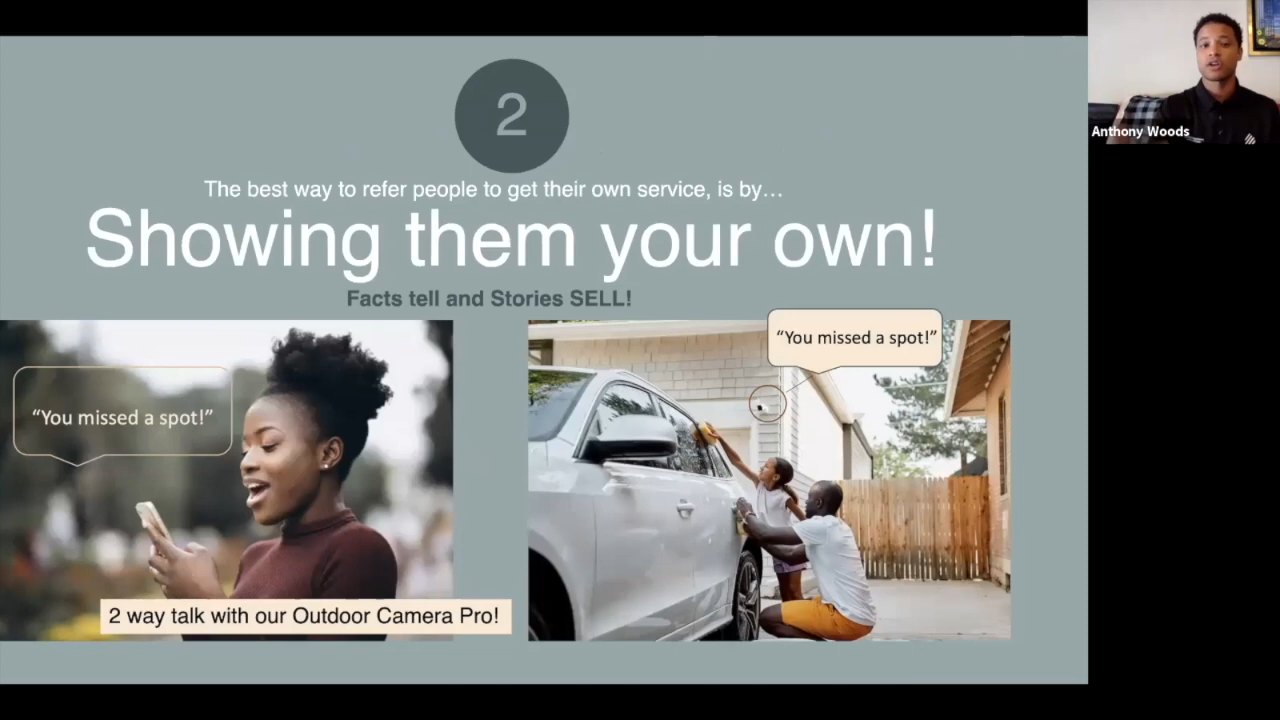 2
The best way to refer people to get their own service, is by…
Showing them your own!
Facts tell and Stories SELL!
“You missed a spot!”
“You missed a spot!”
2 way talk with our Outdoor Camera Pro!
Anthony Woods